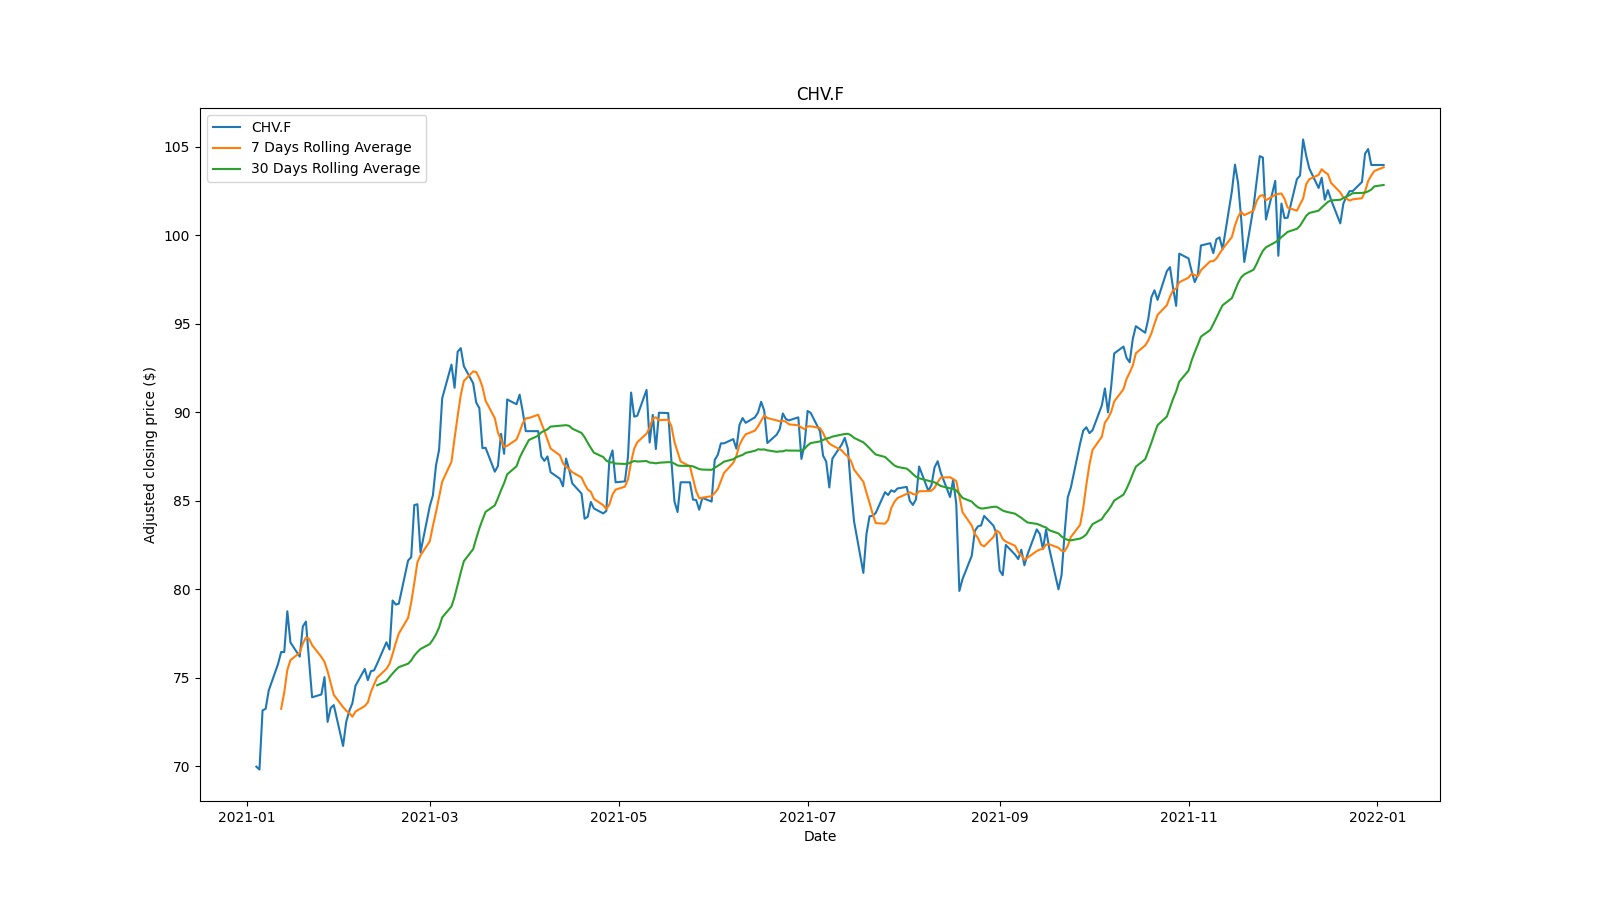 CHV.F
CHV.F
7 Days Rolling Average
30 Days Rolling Average
105
100
95
90
85
80
75
70
Adjusted closing price ($)
2021-01 2021-03 2021-05 2021-07 2021-09 2021-11 2022-01
Date